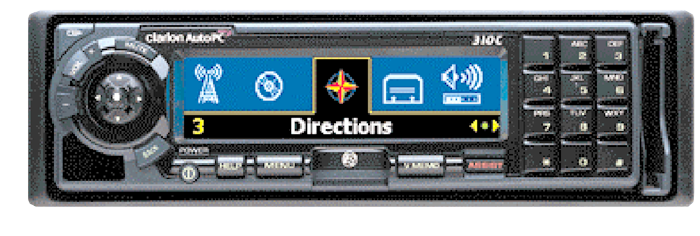 Clarion AutoPC
310C
3 Directions
POWER
HELP
MENU
V.MEMO
ASSIST
BACK
1
ABC
2
DEF
3
GHI
4
JKL
5
MNO
6
PRS
7
TUV
8
WXY
9
*
0
#